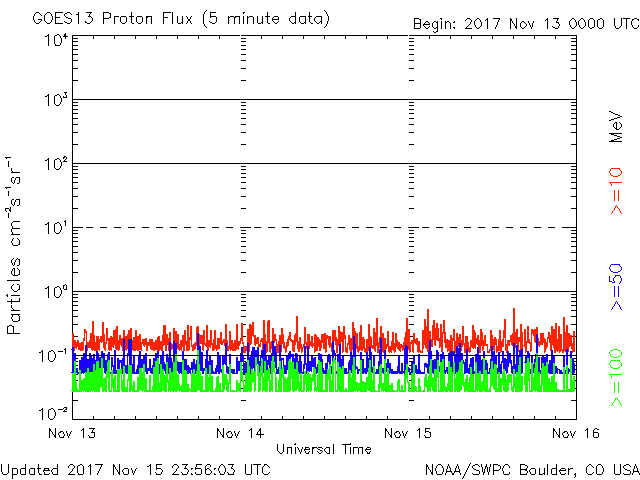 GOES13 Proton Flux (5 minute data)
Begin: 2017 Nov 13 0000 UTC
Particles cm⁻²s⁻¹sr⁻¹
10⁴
10³
10²
10¹
10⁰
10⁻¹
10⁻²
Nov 13
Nov 14
Nov 15
Nov 16
Universal Time
MeV
>=10
>=50
>=100
Updated 2017 Nov 15 23:56:03 UTC
NOAA/SWPC Boulder, CO USA